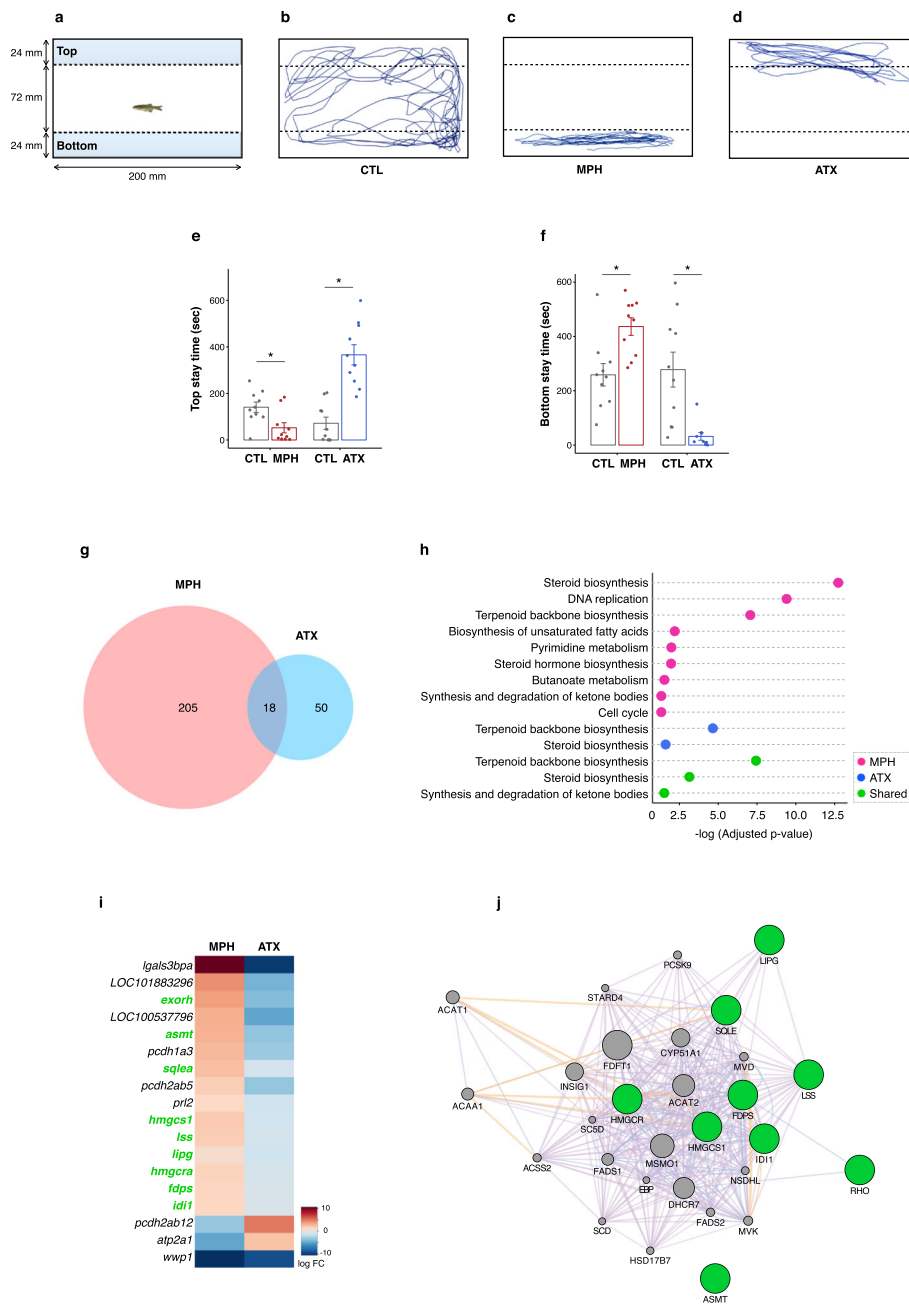 a
b
c
d
24 mm
Top
72 mm
24 mm
Bottom
200 mm
CTL
MPH
ATX
e
Top stay time (sec)
600
400
200
0
*
*
CTL MPH
CTL ATX
f
Bottom stay time (sec)
600
400
200
0
*
*
CTL MPH
CTL ATX
g
MPH
ATX
205
18
50
h
Steroid biosynthesis
DNA replication
Terpenoid backbone biosynthesis
Biosynthesis of unsaturated fatty acids
Pyrimidine metabolism
Steroid hormone biosynthesis
Butanoate metabolism
Synthesis and degradation of ketone bodies
Cell cycle
Terpenoid backbone biosynthesis
Steroid biosynthesis
Terpenoid backbone biosynthesis
Steroid biosynthesis
Synthesis and degradation of ketone bodies
0 2.5 5.0 7.5 10.0 12.5
-log (Adjusted p-value)
MPH
ATX
Shared
i
MPH ATX
lgals3bpa
LOC101883296
exorh
LOC100537796
asmt
pcdh1a3
sqlea
pcdh2ab5
prl2
hmgcs1
lss
lipg
hmgcra
fdps
idi1
pcdh2ab12
atp2a1
wwp1
10
0
-10
log FC
j
LIPG
PCSK9
STARD4
ACAT1
SQLE
CYP51A1
FDFT1
MVD
INSIG1
LSS
ACAT2
ACAA1
FDPS
HMGCR
SC5D
HMGCS1
IDI1
ACSS2
FADS1
MSMO1
NSDHL
RHO
EBP
DHCR7
FADS2
SCD
MVK
HSD17B7
ASMT